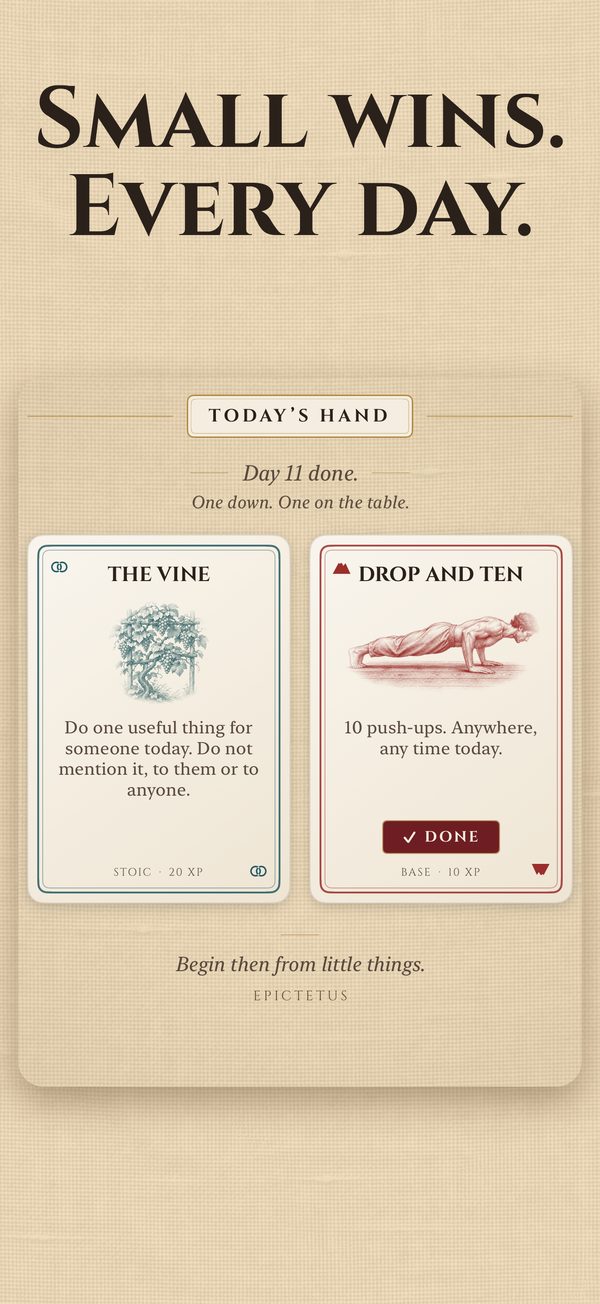 Small wins.
Every day.
TODAY’S HAND
Day 11 done.
One down. One on the table.
THE VINE
Do one useful thing for
someone today. Do not
mention it, to them or to
anyone.
STOIC · 20 XP
DROP AND TEN
10 push-ups. Anywhere,
any time today.
✓ DONE
BASE · 10 XP
Begin then from little things.
EPICTETUS